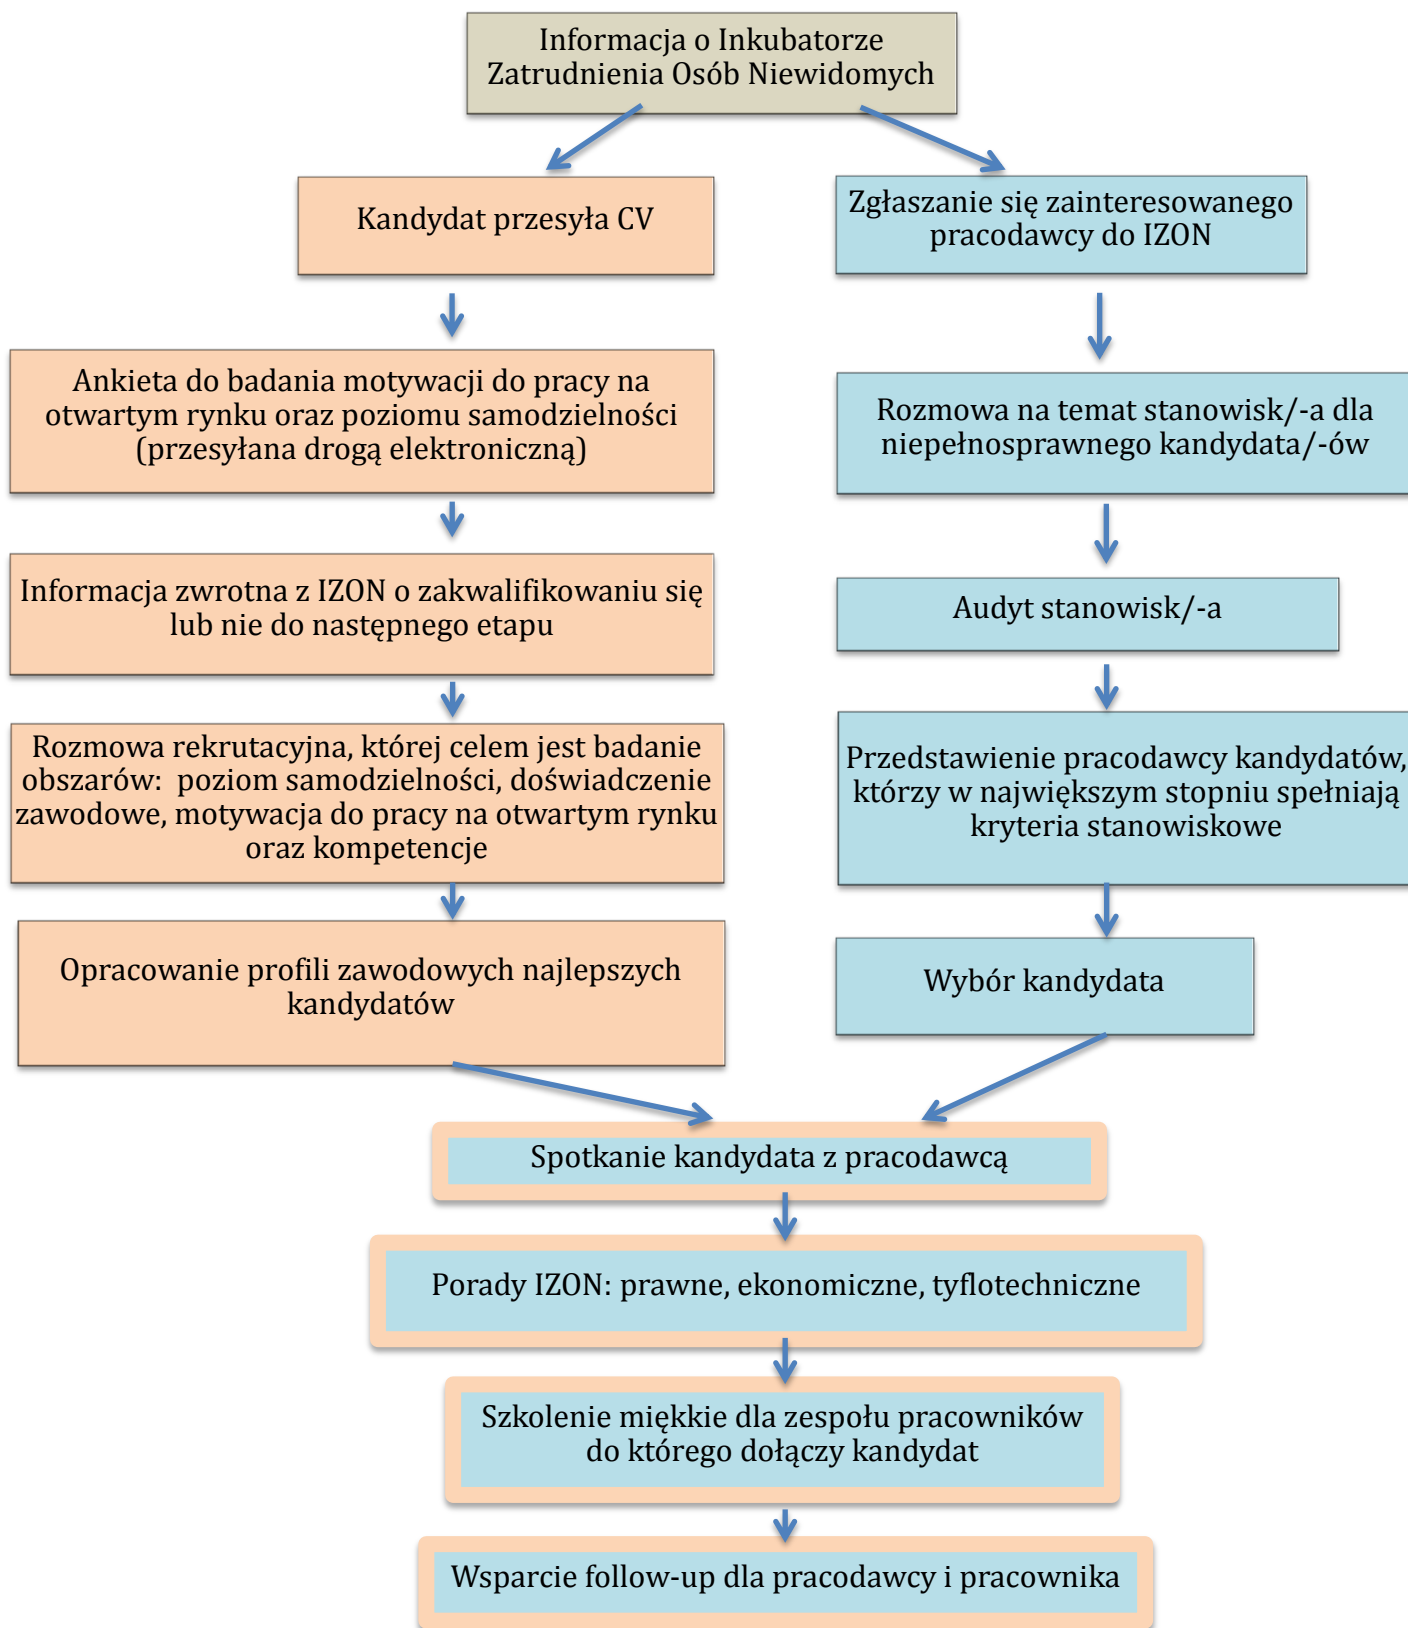 Informacja o Inkubatorze
Zatrudnienia Osób Niewidomych
Kandydat przesyła CV
Zgłaszanie się zainteresowanego
pracodawcy do IZON
Ankieta do badania motywacji do pracy na
otwartym rynku oraz poziomu samodzielności
(przesyłana drogą elektroniczną)
Rozmowa na temat stanowisk/-a dla
niepełnosprawnego kandydata/-ów
Informacja zwrotna z IZON o zakwalifikowaniu się
lub nie do następnego etapu
Audyt stanowisk/-a
Rozmowa rekrutacyjna, której celem jest badanie
obszarów:  poziom samodzielności, doświadczenie
zawodowe, motywacja do pracy na otwartym rynku
oraz kompetencje
Przedstawienie pracodawcy kandydatów,
którzy w największym stopniu spełniają
kryteria stanowiskowe
Opracowanie profili zawodowych najlepszych
kandydatów
Wybór kandydata
Spotkanie kandydata z pracodawcą
Porady IZON: prawne, ekonomiczne, tyflotechniczne
Szkolenie miękkie dla zespołu pracowników
do którego dołączy kandydat
Wsparcie follow-up dla pracodawcy i pracownika